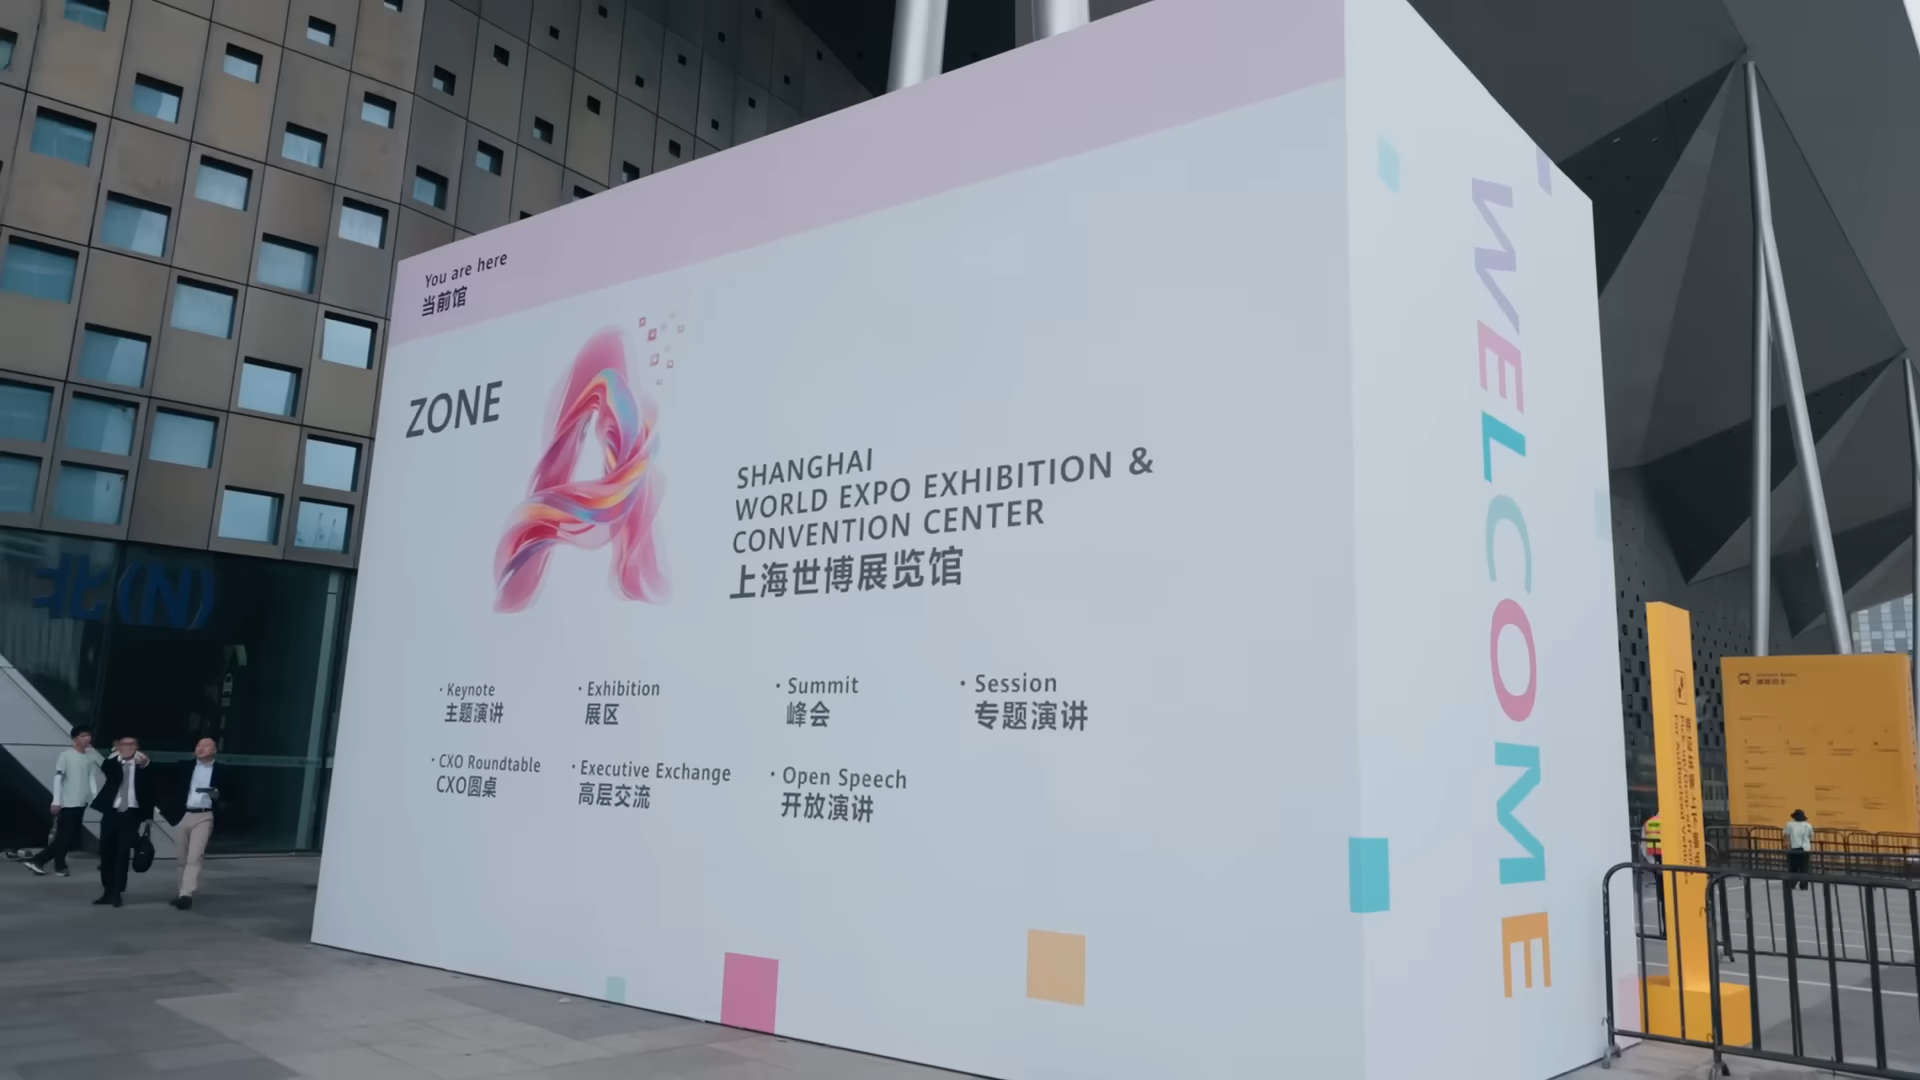 You are here
当前馆
ZONE
A
SHANGHAI
WORLD EXPO EXHIBITION &
CONVENTION CENTER
上海世博展览馆
· Keynote
主题演讲
· Exhibition
展区
· Summit
峰会
· Session
专题演讲
· CXO Roundtable
CXO圆桌
· Executive Exchange
高层交流
· Open Speech
开放演讲
WELCOME
北(N)